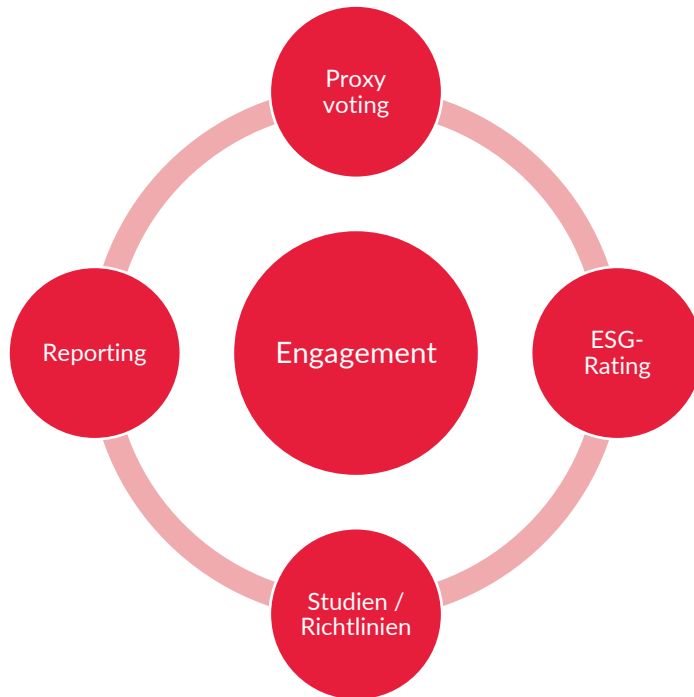 Proxy
voting
Reporting
Engagement
ESG-
Rating
Studien /
Richtlinien